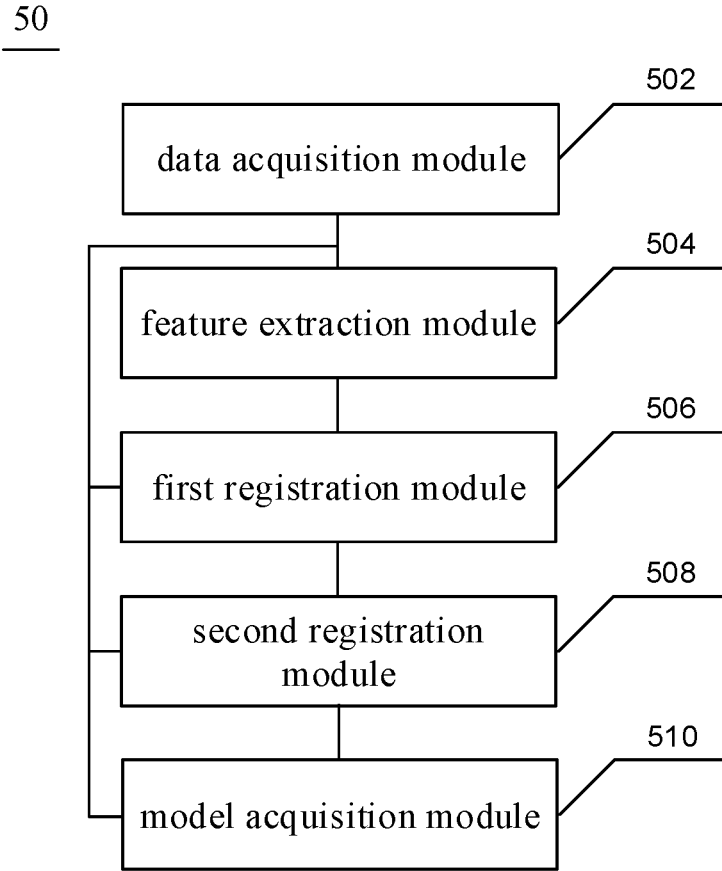 50
502
data acquisition module
504
feature extraction module
506
first registration module
508
second registration
module
510
model acquisition module